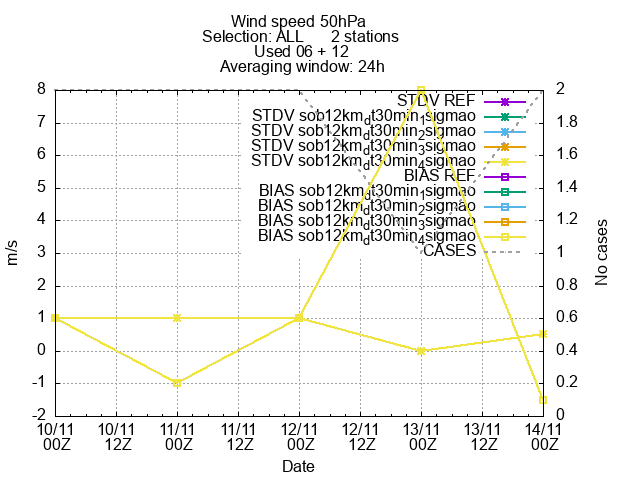 Wind speed 50hPa
Selection: ALL 2 stations
Used 06 + 12
Averaging window: 24h
8 2
STDV REF
7 1.8
STDV sob12km_dt30min_1sigmao
STDV sob12km_dt30min_2sigmao
6 1.6
STDV sob12km_dt30min_3sigmao
STDV sob12km_dt30min_4sigmao
5 1.4
BIAS REF
BIAS sob12km_dt30min_1sigmao
4 1.2
BIAS sob12km_dt30min_2sigmao
BIAS sob12km_dt30min_3sigmao
BIAS sob12km_dt30min_4sigmao
3 1
CASES
2 0.8
1 0.6
0 0.4
-1 0.2
-2 0
m/s
No cases
10/11 10/11 11/11 11/11 12/11 12/11 13/11 13/11 14/11
00Z 12Z 00Z 12Z 00Z 12Z 00Z 12Z 00Z
Date